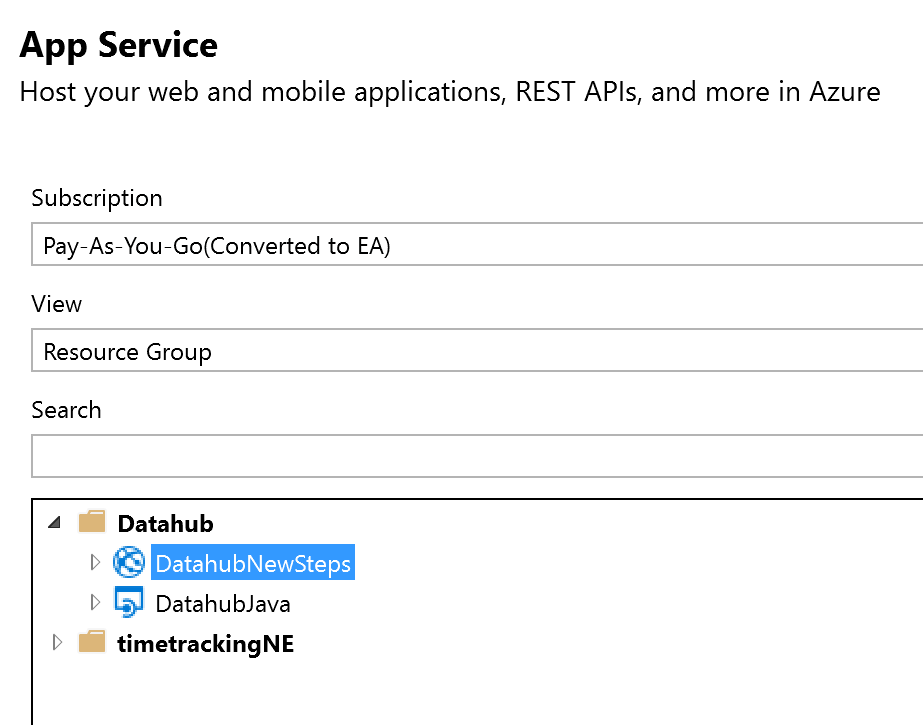 App Service
Host your web and mobile applications, REST APIs, and more in Azure
Subscription
Pay-As-You-Go(Converted to EA)
View
Resource Group
Search
Datahub
DatahubNewSteps
DatahubJava
timetrackingNE